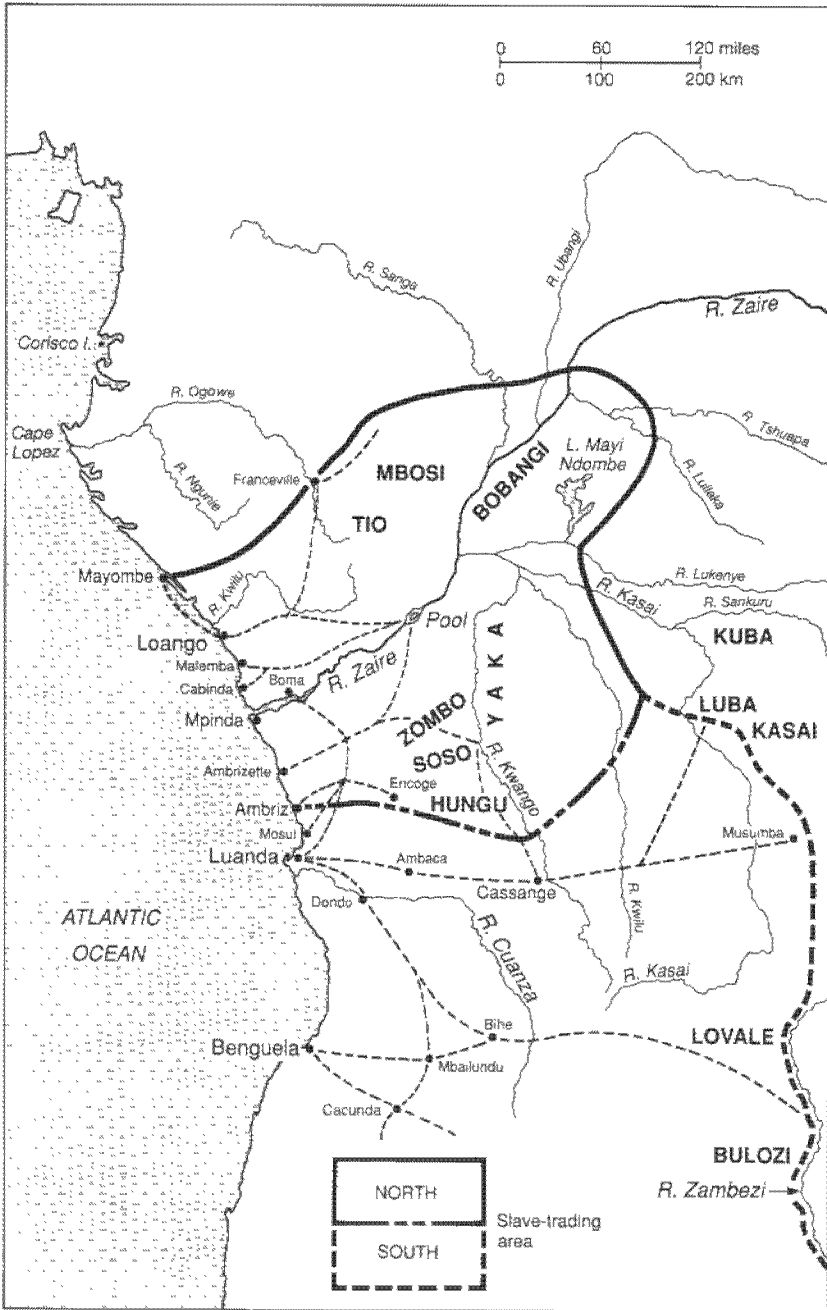 0 60 120 miles
0 100 200 km
R. Ubangi
R. Sanga
R. Zaire
Corisco I.
R. Ogowe
Cape
Lopez
R. Ngunie
Franceville
MBOSI
BOBANGI
L. Mayi
Ndombe
R. Tshuapa
R. Luilaka
TIO
Mayombe
R. Kwilu
Loango
Pool
R. Lukenye
R. Kasai
R. Sankuru
KUBA
Malemba
Cabinda
Boma
R. Zaire
Mpinda
YAKA
LUBA
KASAI
ZOMBO
SOSO
Ambrizette
Encoge
R. Kwango
Ambriz
HUNGU
Mosul
Musumba
Luanda
Ambaca
Cassange
Dondo
R. Kwilu
ATLANTIC
OCEAN
R. Cuanza
R. Kasai
Bihe
LOVALE
Benguela
Mbailundu
Cacunda
BULOZI
R. Zambezi
NORTH
Slave-trading
area
SOUTH